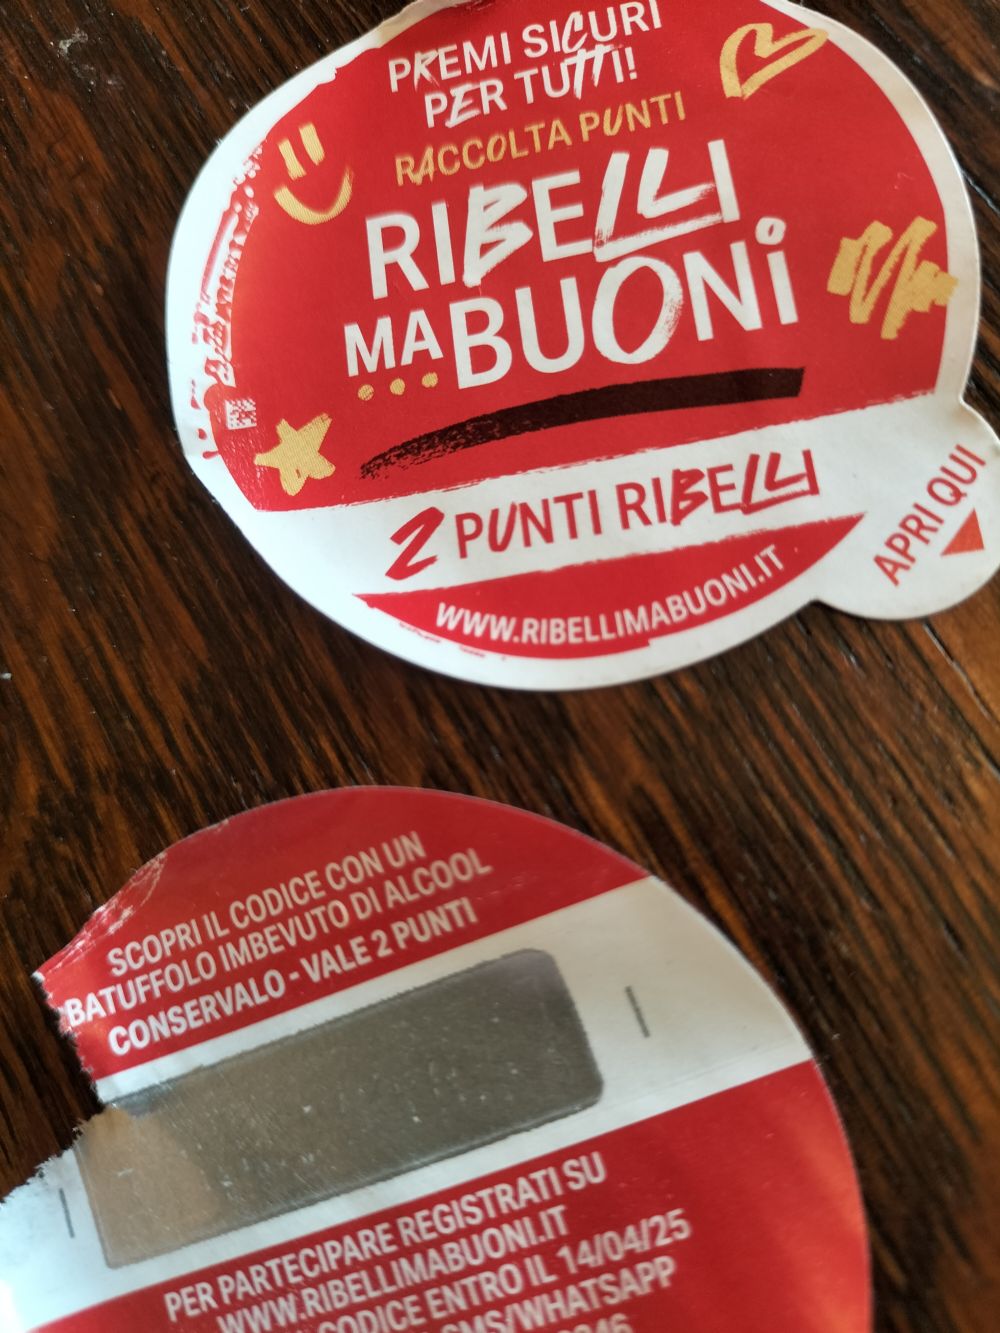 PREMI SICURI
PER TUTTI!
RACCOLTA PUNTI
RIBELLI
MA BUONI
2 PUNTI RIBELLI
WWW.RIBELLIMABUONI.IT
APRI QUI
SCOPRI IL CODICE CON UN
BATUFFOLO IMBEVUTO DI ALCOOL
CONSERVALO - VALE 2 PUNTI
PER PARTECIPARE REGISTRATI SU
WWW.RIBELLIMABUONI.IT
CODICE ENTRO IL 14/04/25
SMS/WHATSAPP